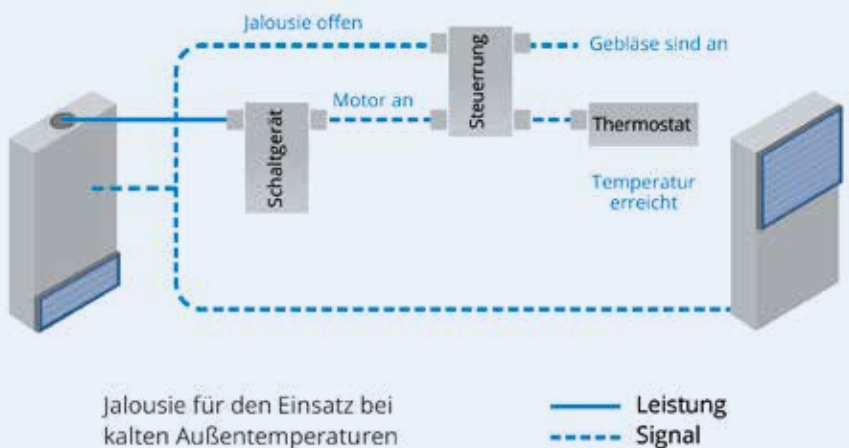 Jalousie offen
Gebläse sind an
Steuerrung
Motor an
Schaltgerät
Thermostat
Temperatur
erreicht
Jalousie für den Einsatz bei
kalten Außentemperaturen
Leistung
Signal